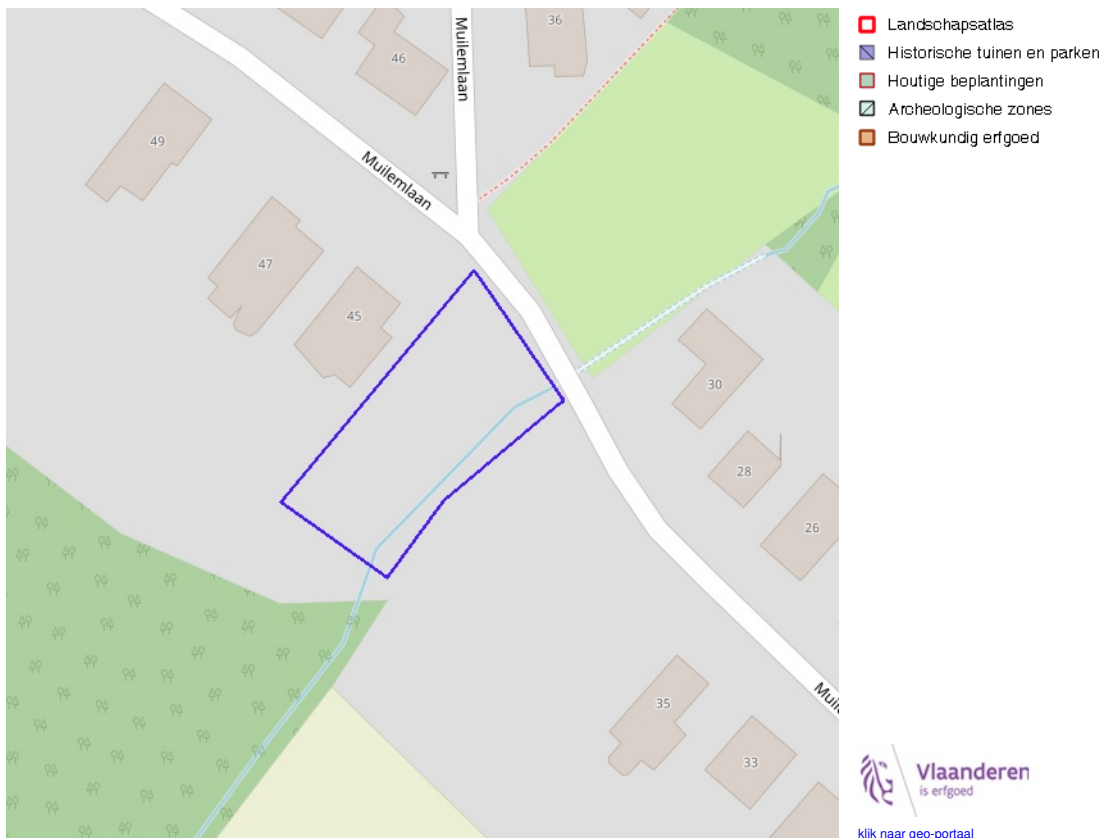 36
Muilemlaan
46
49
Muilemlaan
47
45
30
28
26
35
33
Muil
Landschapsatlas
Historische tuinen en parken
Houtige beplantingen
Archeologische zones
Bouwkundig erfgoed
Vlaanderen
is erfgoed
klik naar geo-portaal